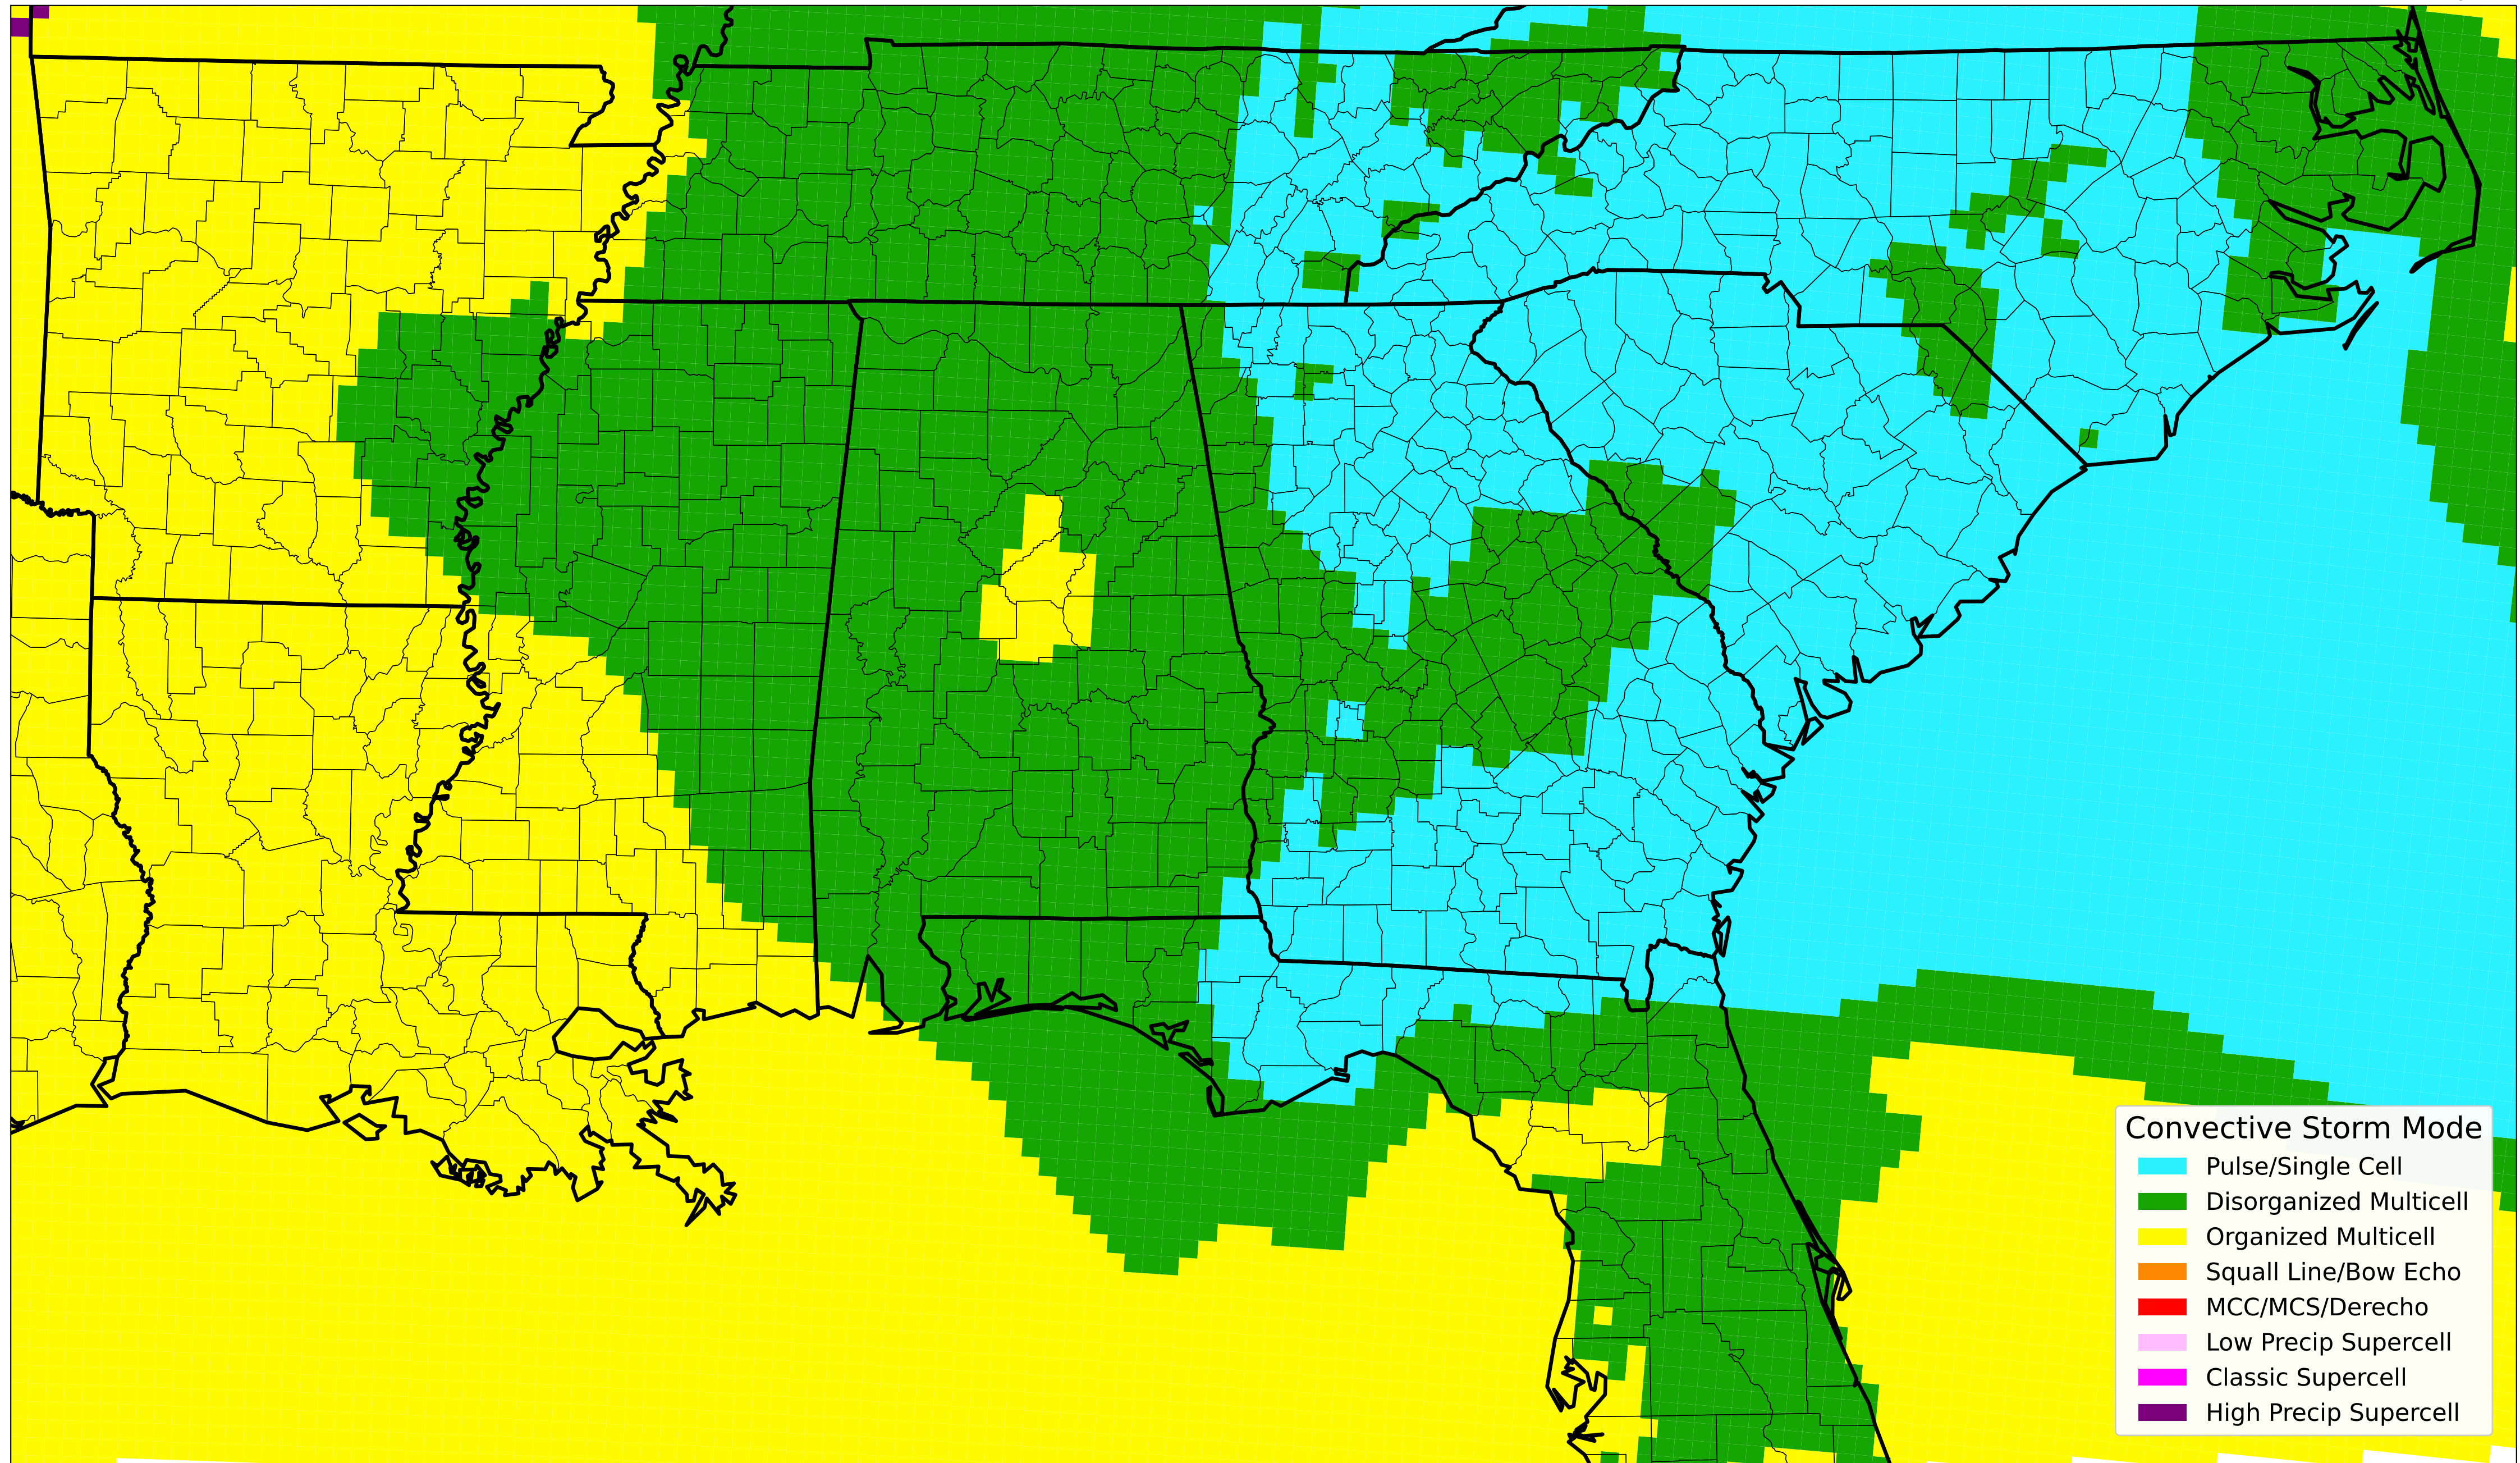 Convective Storm Mode
Pulse/Single Cell
Disorganized Multicell
Organized Multicell
Squall Line/Bow Echo
MCC/MCS/Derecho
Low Precip Supercell
Classic Supercell
High Precip Supercell